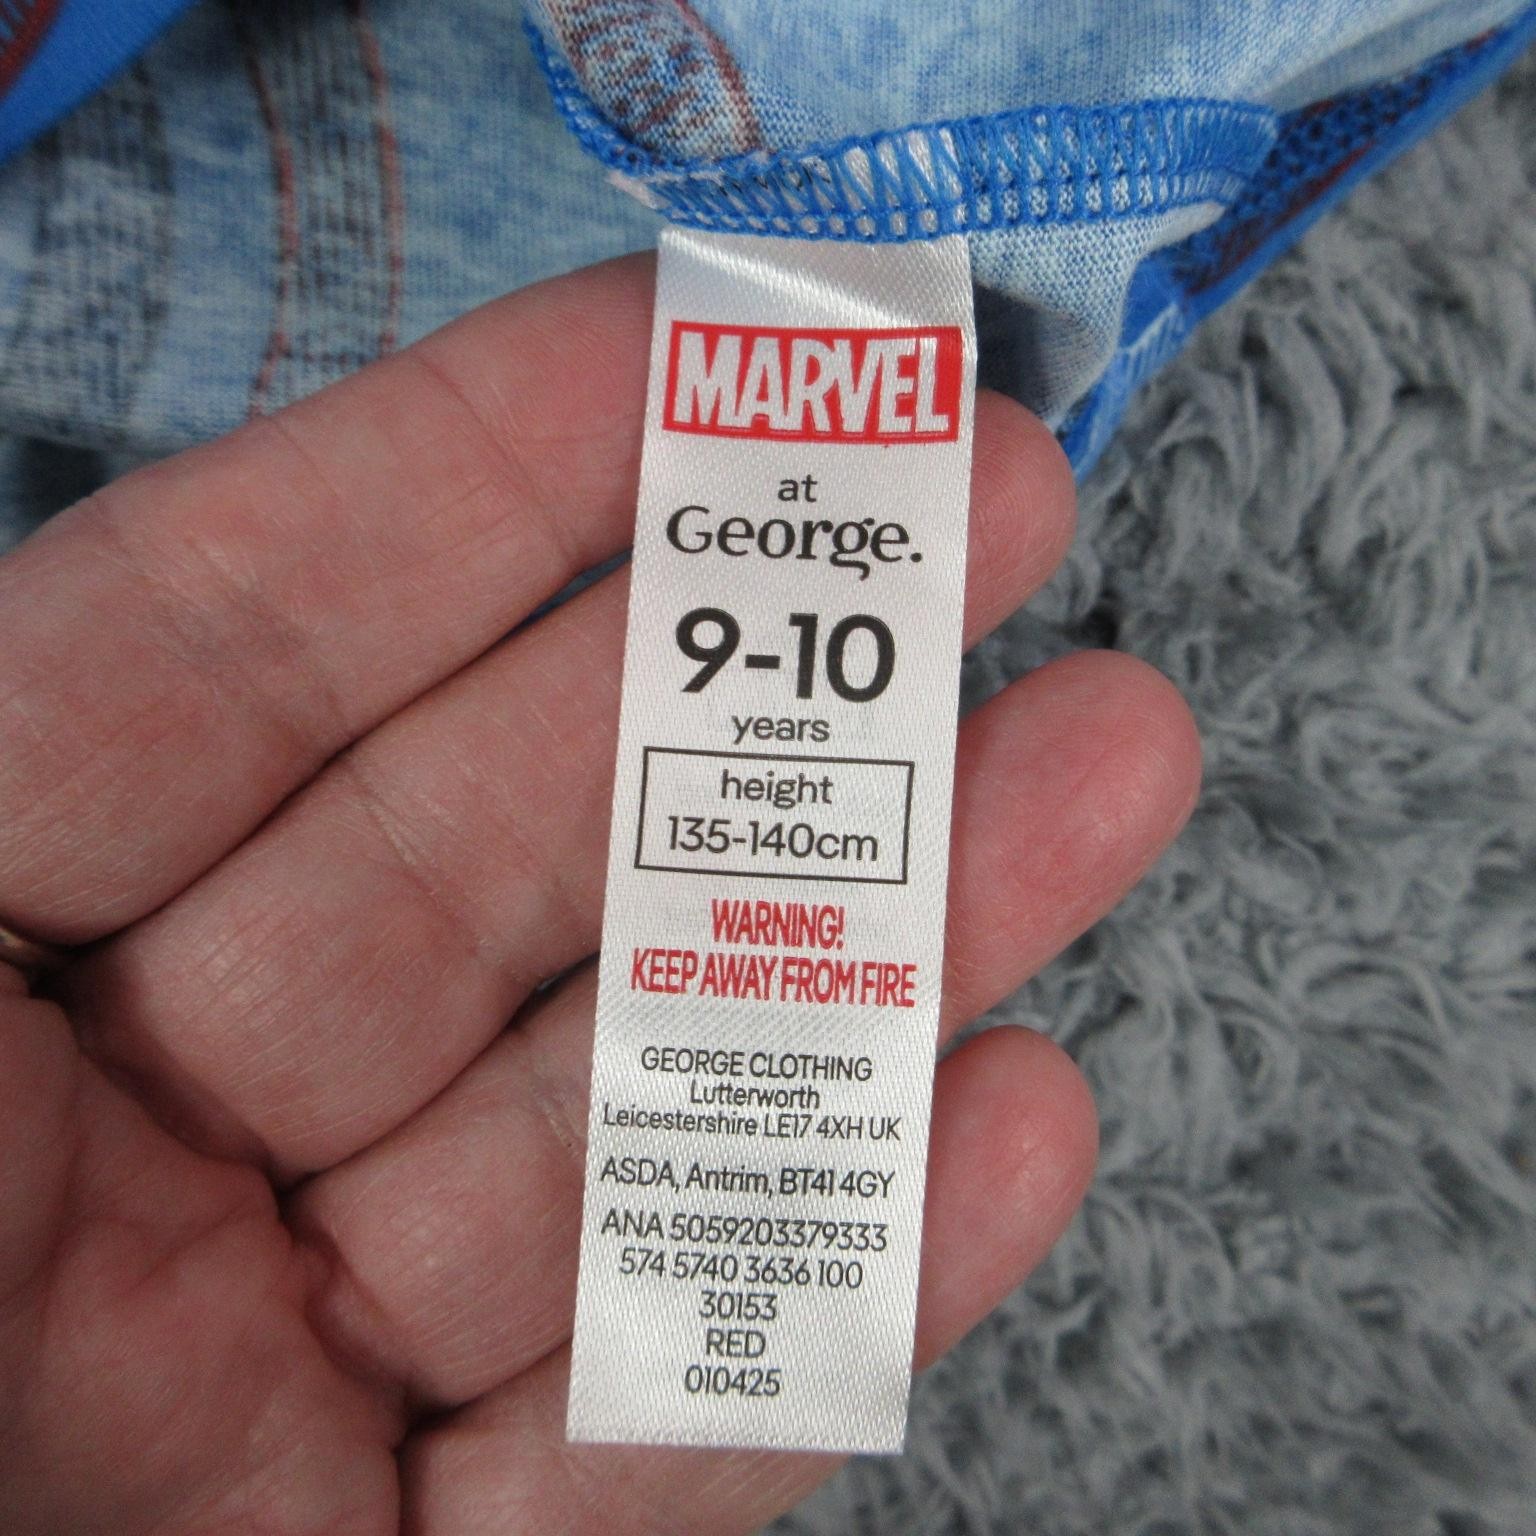 MARVEL
at
George.
9-10
years
height
135-140cm
WARNING!
KEEP AWAY FROM FIRE
GEORGE CLOTHING
Lutterworth
Leicestershire LE17 4XH UK
ASDA, Antrim, BT41 4GY
ANA 5059203379333
574 5740 3636 100
30153
RED
010425